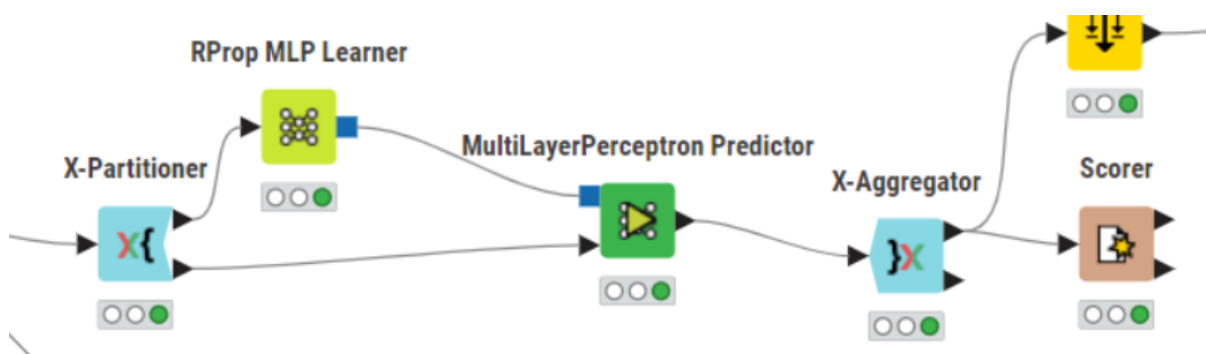 RProp MLP Learner
X-Partitioner
MultiLayerPerceptron Predictor
X-Aggregator
Scorer
X{
}X